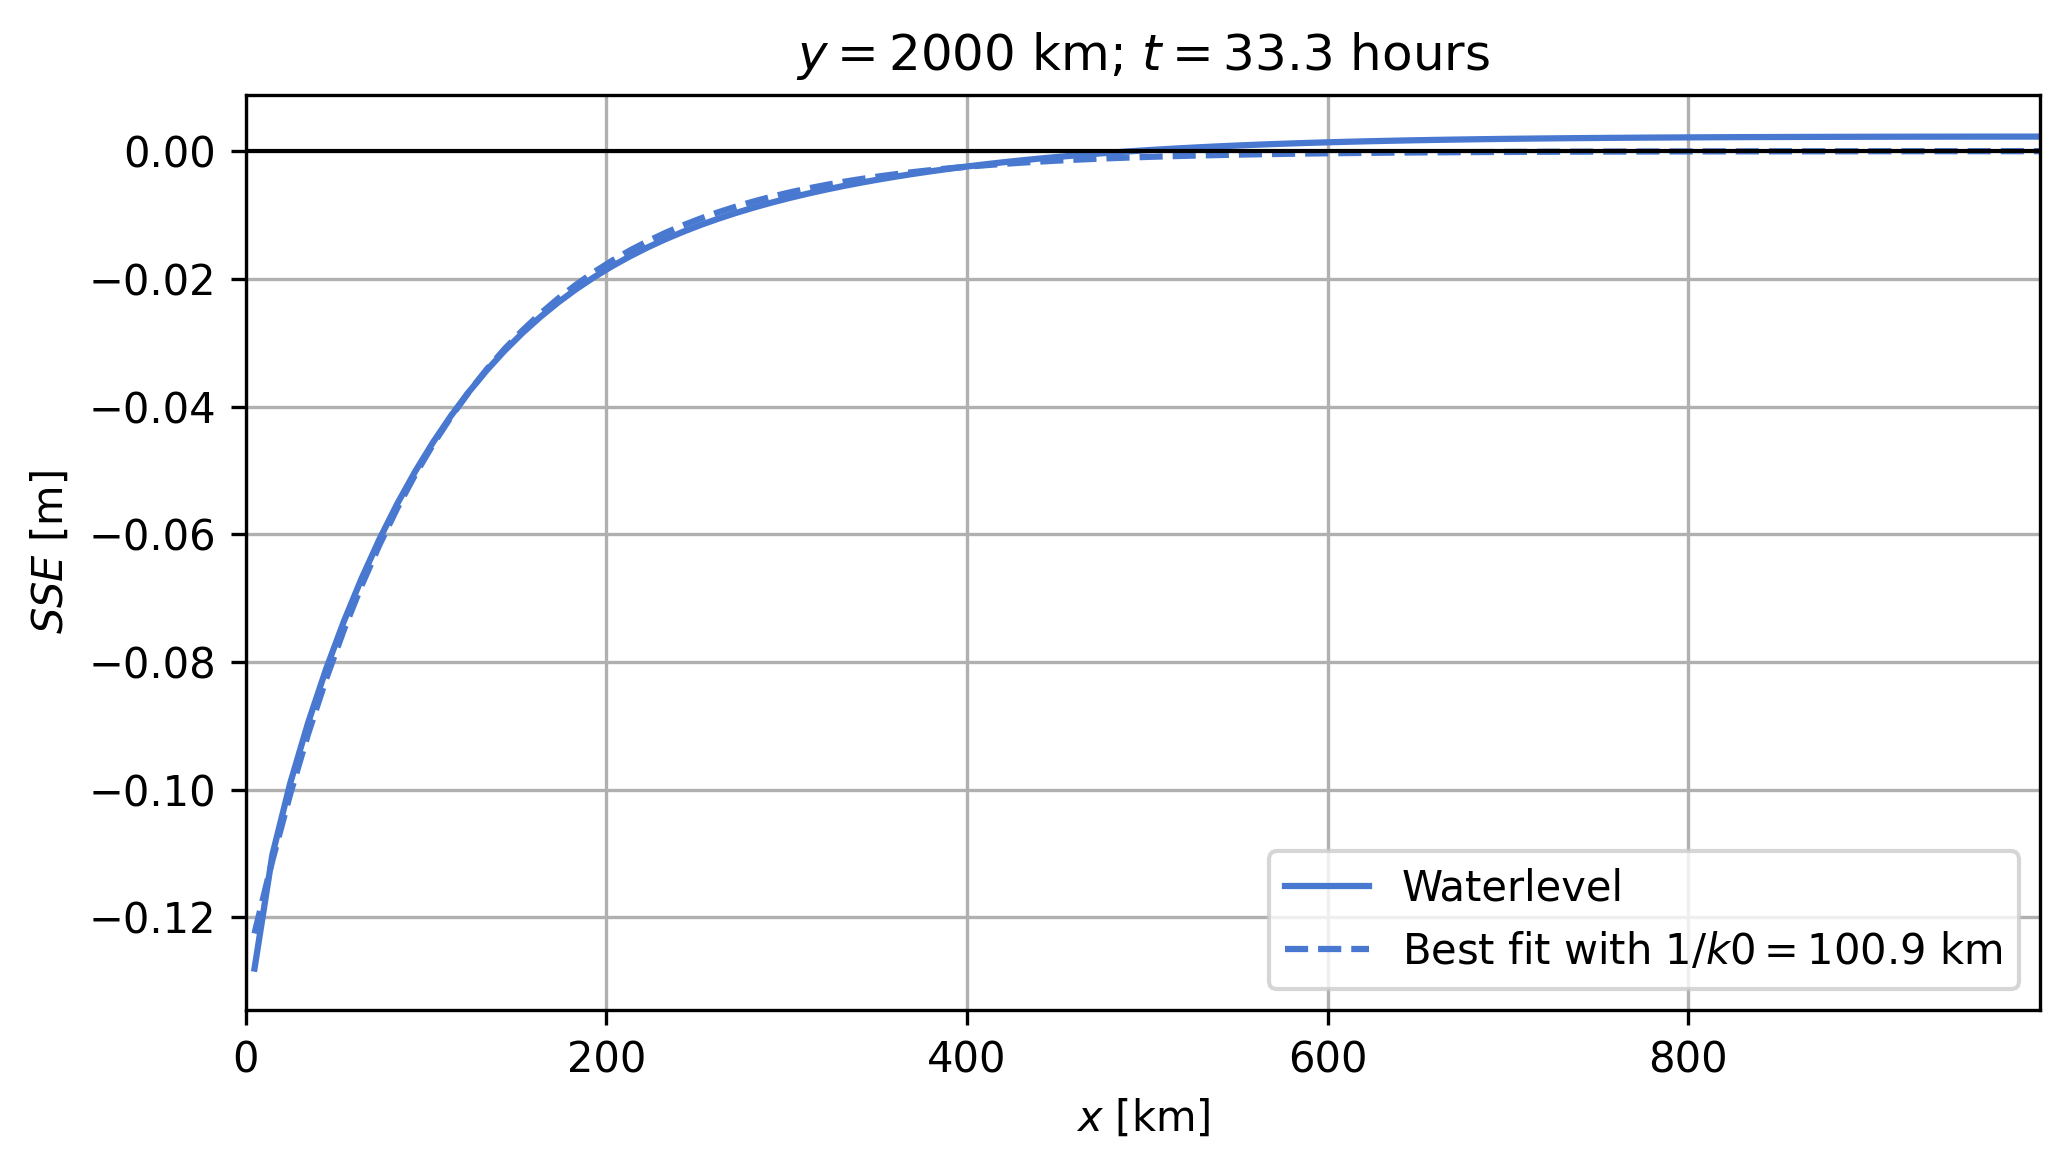 y = 2000 km; t = 33.3 hours
SSE [m]
0.00
−0.02
−0.04
−0.06
−0.08
−0.10
−0.12
Waterlevel
Best fit with 1/k0 = 100.9 km
0 200 400 600 800
x [km]